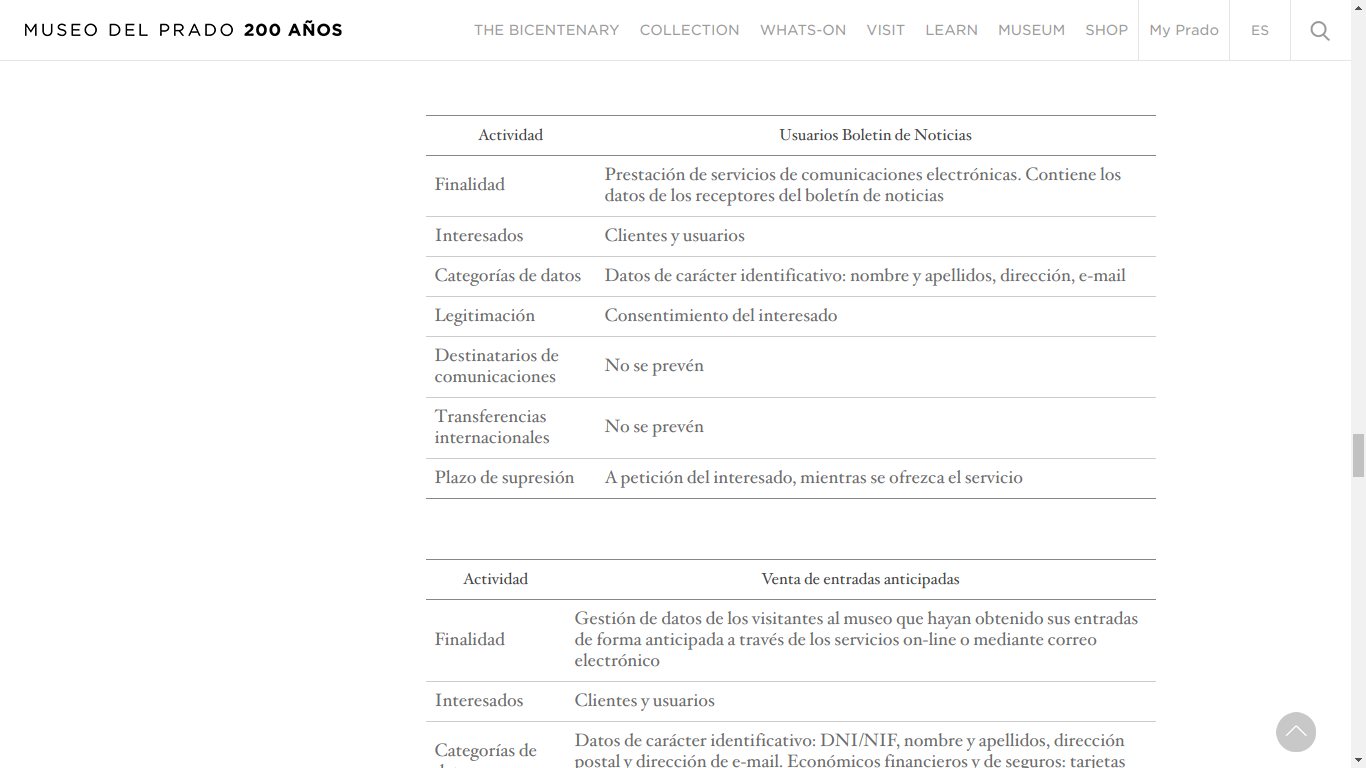 MUSEO DEL PRADO 200 AÑOS
THE BICENTENARY COLLECTION WHATS-ON VISIT LEARN MUSEUM SHOP My Prado ES
Actividad Usuarios Boletin de Noticias
Finalidad Prestación de servicios de comunicaciones electrónicas. Contiene los
datos de los receptores del boletín de noticias
Interesados Clientes y usuarios
Categorías de datos Datos de carácter identificativo: nombre y apellidos, dirección, e-mail
Legitimación Consentimiento del interesado
Destinatarios de
comunicaciones No se prevén
Transferencias
internacionales No se prevén
Plazo de supresión A petición del interesado, mientras se ofrezca el servicio
Actividad Venta de entradas anticipadas
Finalidad Gestión de datos de los visitantes al museo que hayan obtenido sus entradas
de forma anticipada a través de los servicios on-line o mediante correo
electrónico
Interesados Clientes y usuarios
Categorías de Datos de carácter identificativo: DNI/NIF, nombre y apellidos, dirección
postal y dirección de e-mail. Económicos financieros y de seguros: tarjetas